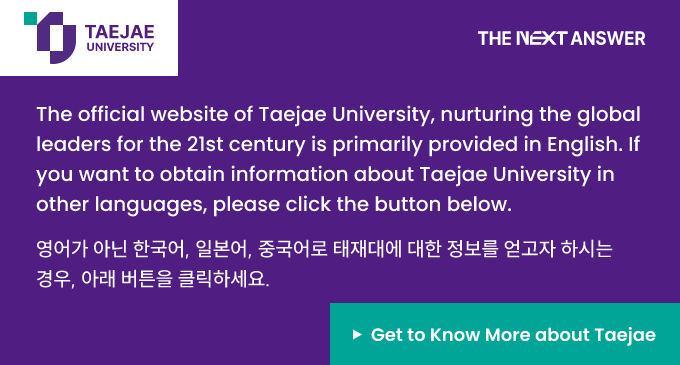 TAEJAE
UNIVERSITY
THE NEXT ANSWER
The official website of Taejae University, nurturing the global
leaders for the 21st century is primarily provided in English. If
you want to obtain information about Taejae University in
other languages, please click the button below.
영어가 아닌 한국어, 일본어, 중국어로 태재대에 대한 정보를 얻고자 하시는
경우, 아래 버튼을 클릭하세요.
Get to Know More about Taejae